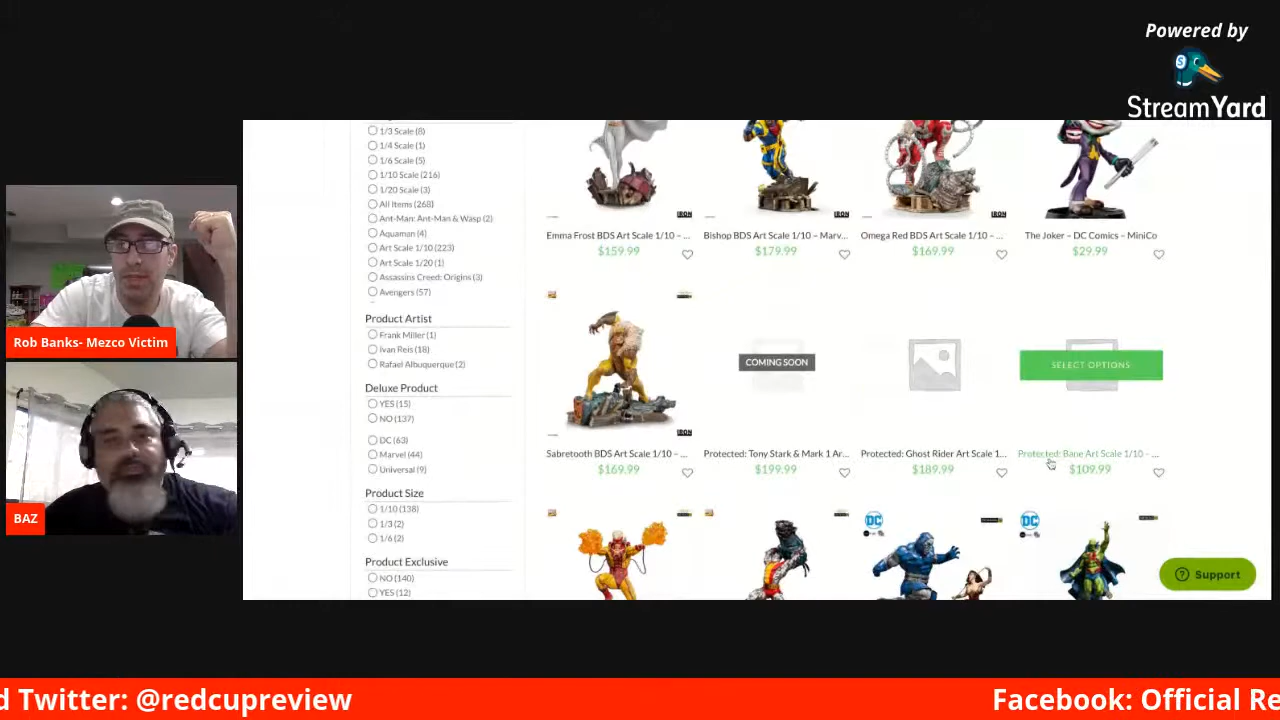 Powered by
StreamYard
Rob Banks- Mezco Victim
BAZ
1/3 Scale (8)
1/4 Scale (1)
1/6 Scale (5)
1/10 Scale (216)
1/20 Scale (3)
All Items (268)
Ant-Man: Ant-Man & Wasp (2)
Aquaman (4)
Art Scale 1/10 (223)
Art Scale 1/20 (1)
Assassins Creed: Origins (3)
Avengers (57)
Product Artist
Frank Miller (1)
Ivan Reis (18)
Rafael Albuquerque (2)
Deluxe Product
YES (15)
NO (137)
DC (63)
Marvel (44)
Universal (9)
Product Size
1/10 (138)
1/3 (2)
1/6 (2)
Product Exclusive
NO (140)
YES (12)
IRON
IRON
IRON
Emma Frost BDS Art Scale 1/10 – ...
$159.99
Bishop BDS Art Scale 1/10 – Marv...
$179.99
Omega Red BDS Art Scale 1/10 – ...
$169.99
The Joker – DC Comics – MiniCo
$29.99
IRON
COMING SOON
SELECT OPTIONS
Sabretooth BDS Art Scale 1/10 – ...
$169.99
Protected: Tony Stark & Mark 1 Ar...
$199.99
Protected: Ghost Rider Art Scale 1...
$189.99
Protected: Bane Art Scale 1/10 – ...
$109.99
DC
DC
Support
d Twitter: @redcupreview
Facebook: Official Re